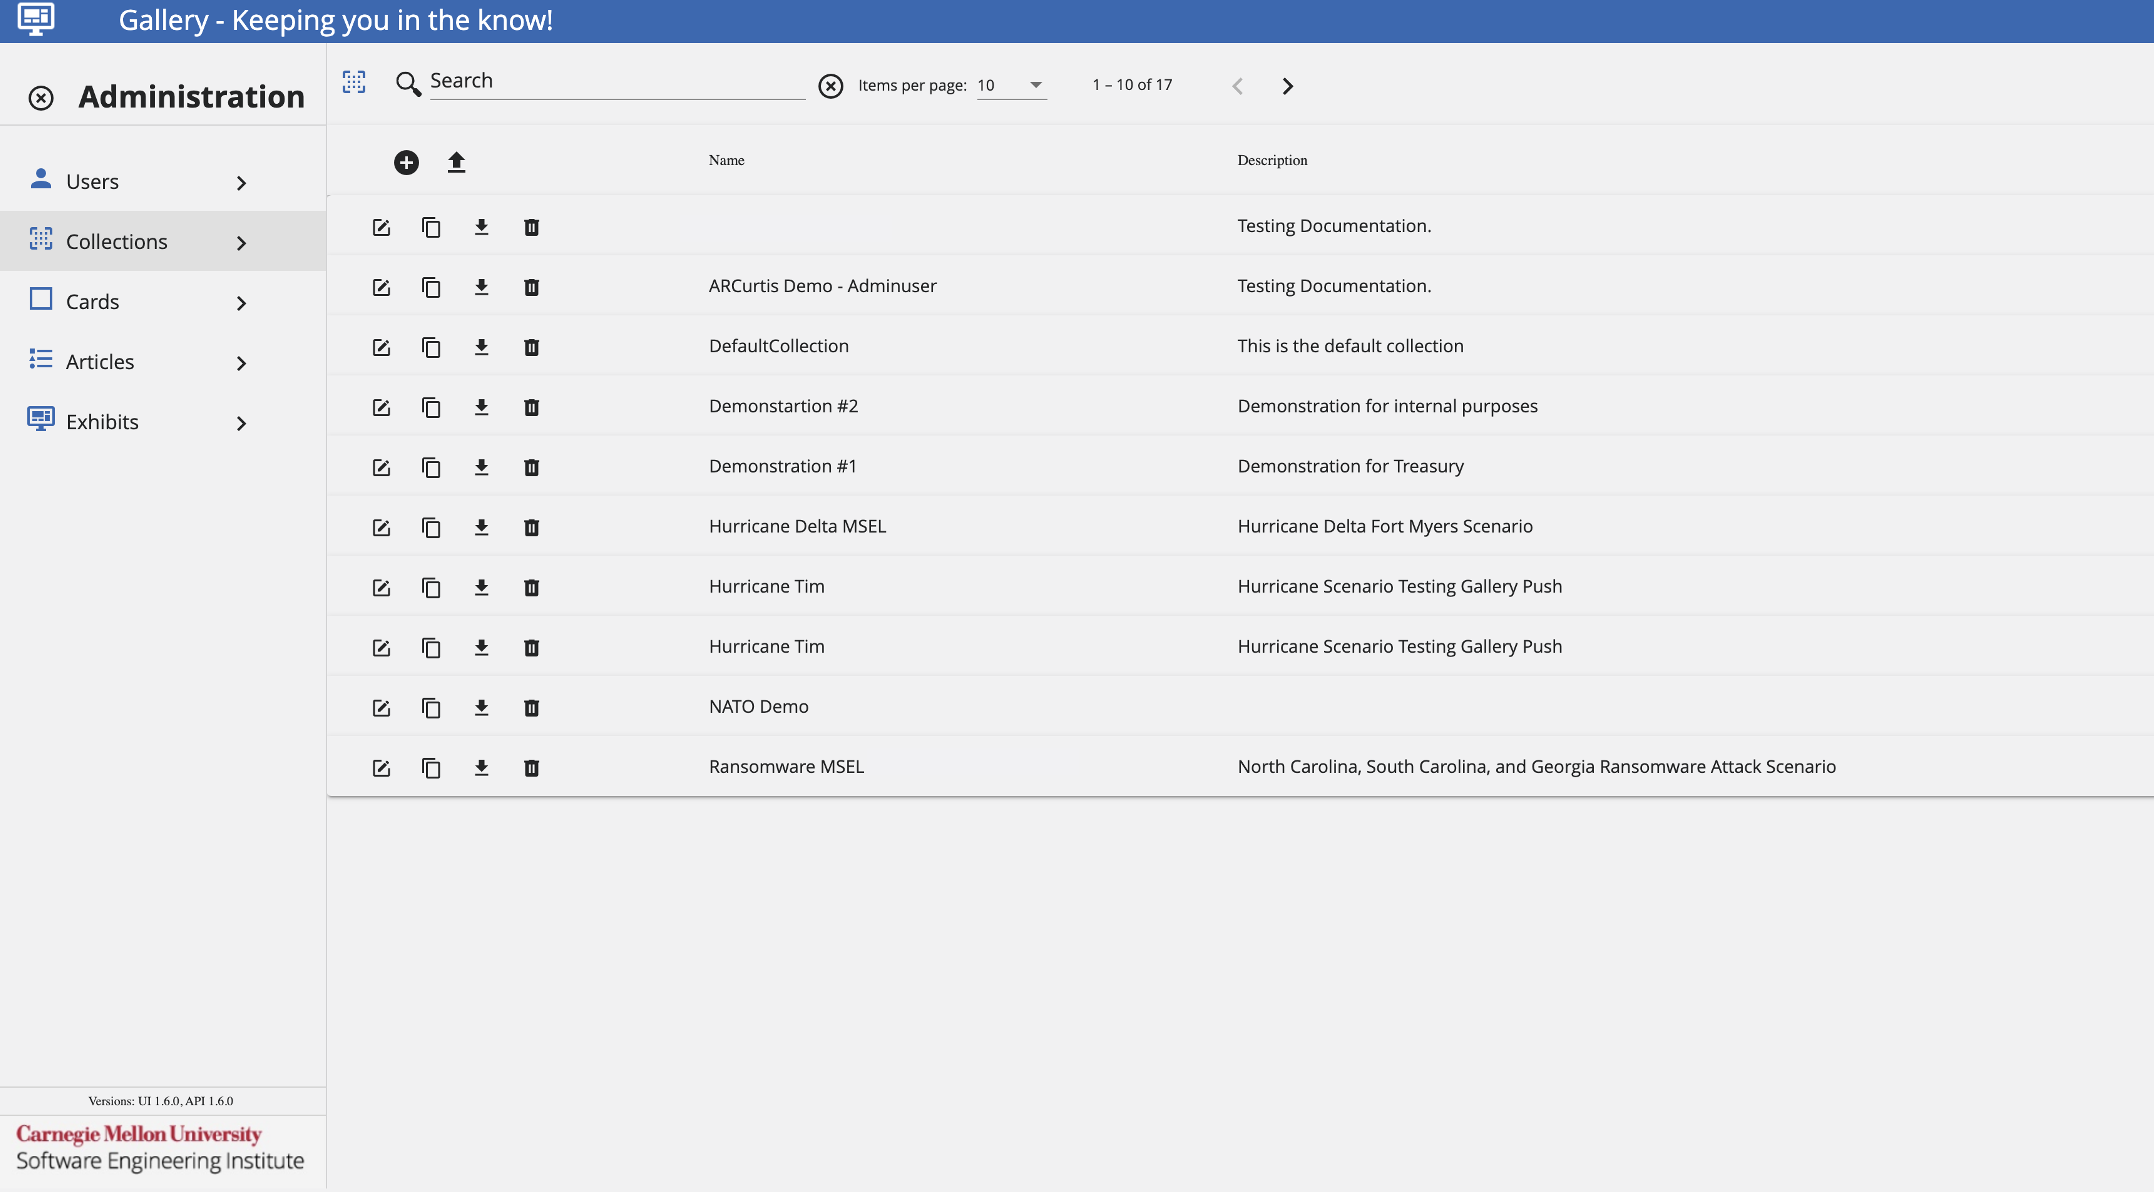 Gallery - Keeping you in the know!
Administration
Search
Items per page: 10
1 – 10 of 17
Users
Collections
Cards
Articles
Exhibits
Name Description
Testing Documentation.
ARCurtis Demo - Adminuser Testing Documentation.
DefaultCollection This is the default collection
Demonstartion #2 Demonstration for internal purposes
Demonstration #1 Demonstration for Treasury
Hurricane Delta MSEL Hurricane Delta Fort Myers Scenario
Hurricane Tim Hurricane Scenario Testing Gallery Push
Hurricane Tim Hurricane Scenario Testing Gallery Push
NATO Demo
Ransomware MSEL North Carolina, South Carolina, and Georgia Ransomware Attack Scenario
Versions: UI 1.6.0, API 1.6.0
Carnegie Mellon University
Software Engineering Institute